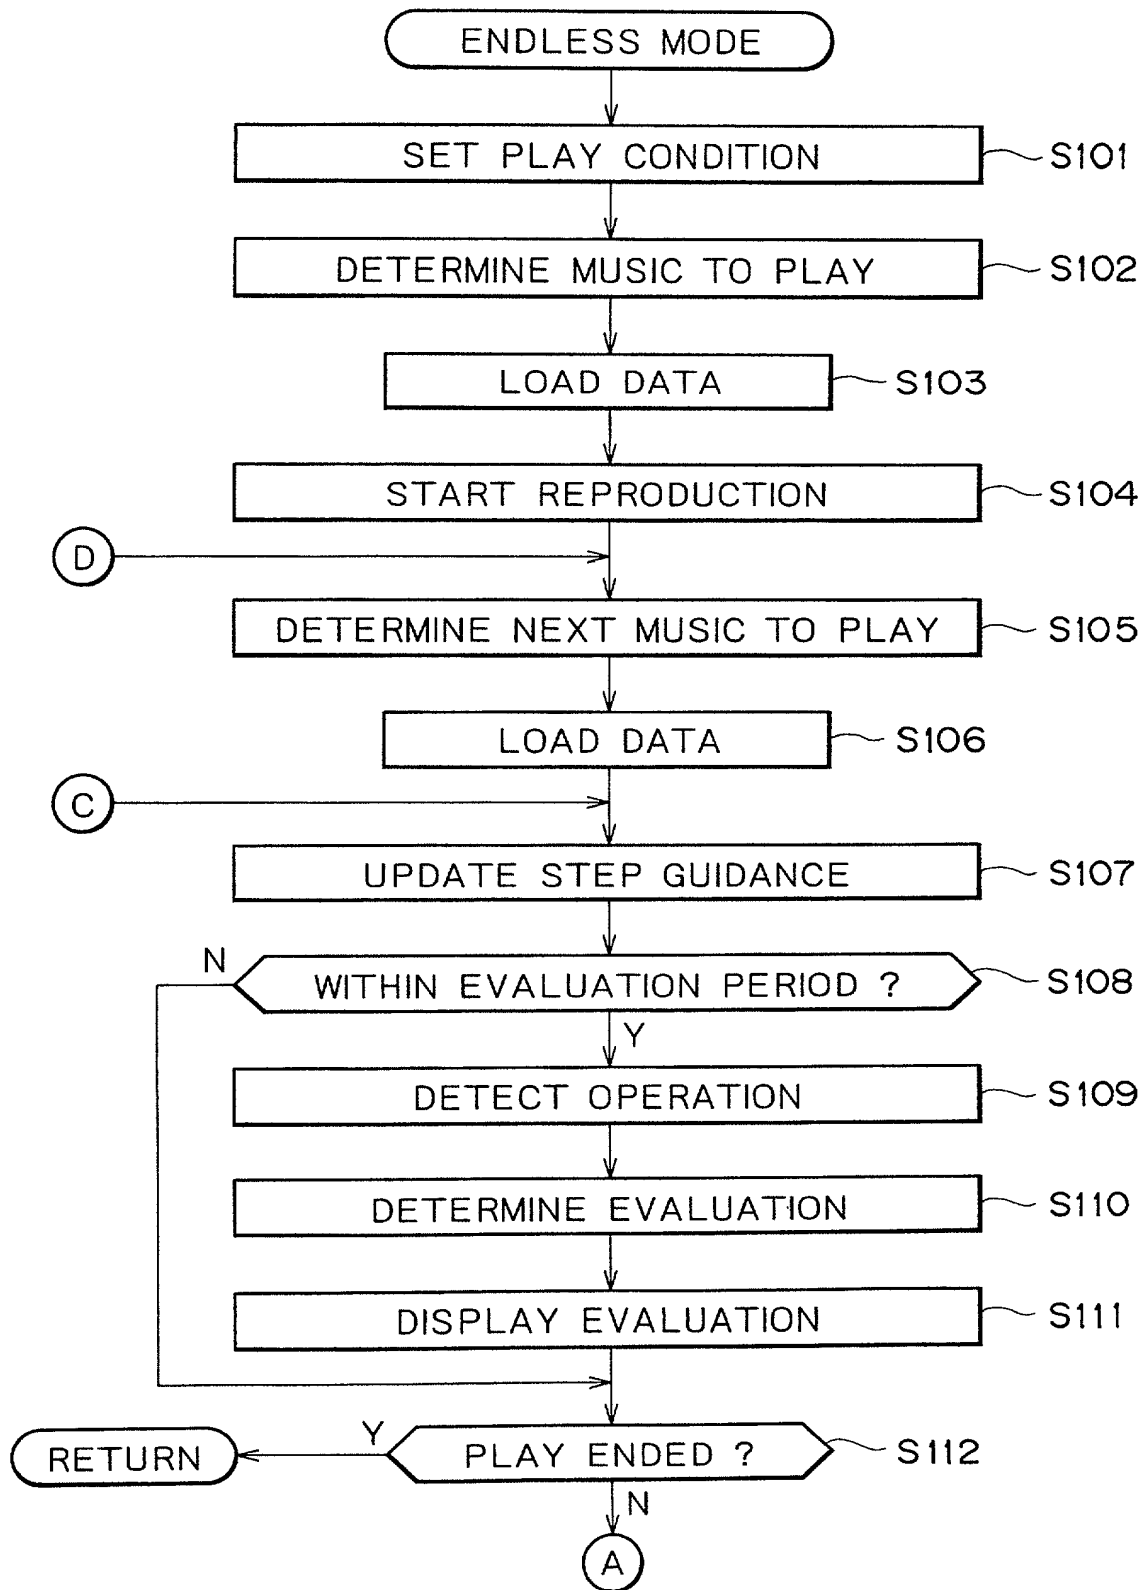 ENDLESS MODE
SET PLAY CONDITION
S101
DETERMINE MUSIC TO PLAY
S102
LOAD DATA
S103
START REPRODUCTION
S104
D
DETERMINE NEXT MUSIC TO PLAY
S105
LOAD DATA
S106
C
UPDATE STEP GUIDANCE
S107
N
WITHIN EVALUATION PERIOD ?
S108
Y
DETECT OPERATION
S109
DETERMINE EVALUATION
S110
DISPLAY EVALUATION
S111
RETURN
Y
PLAY ENDED ?
S112
N
A